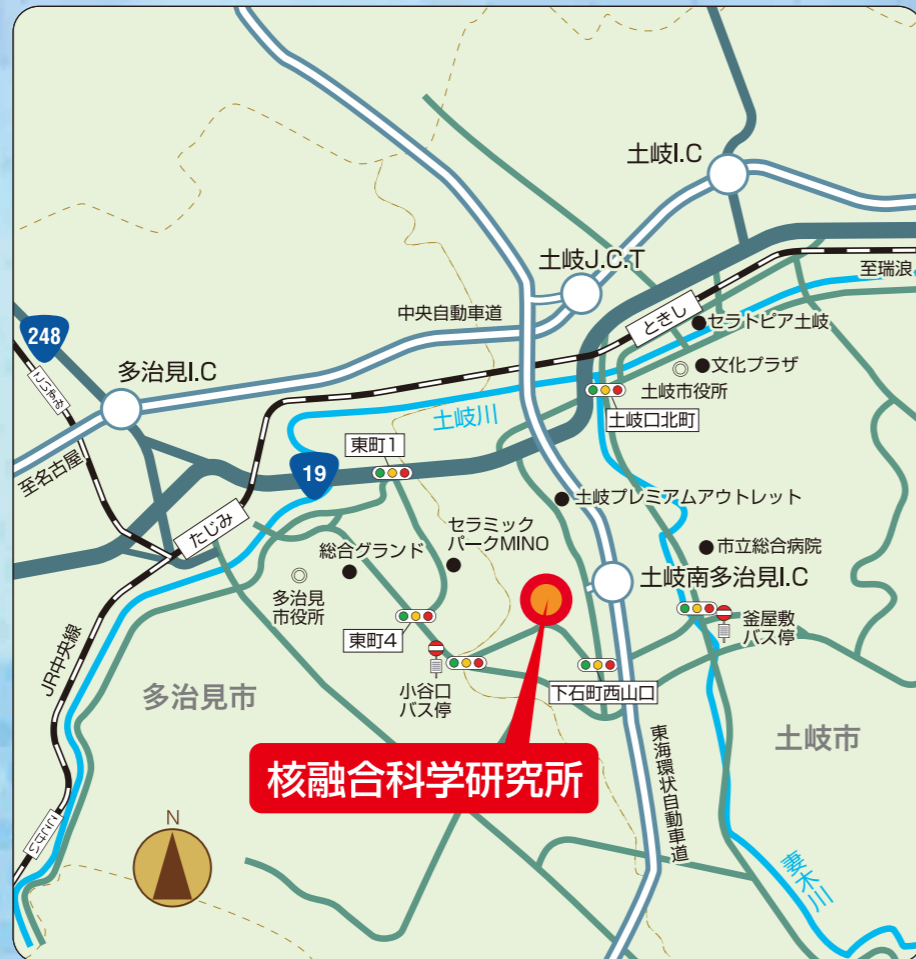 土岐I.C
土岐J.C.T
至瑞浪
中央自動車道
ときし
セラトピア土岐
248
文化プラザ
こいずみ
多治見I.C
土岐市役所
土岐川
土岐口北町
東町1
至名古屋
19
土岐プレミアムアウトレット
たじみ
セラミック
パークMINO
総合グランド
市立総合病院
多治見
市役所
土岐南多治見I.C
釜屋敷
バス停
東町4
JR中央線
小谷口
バス停
下石町西山口
多治見市
土岐市
東海環状自動車道
核融合科学研究所
N
ここけい
妻木川